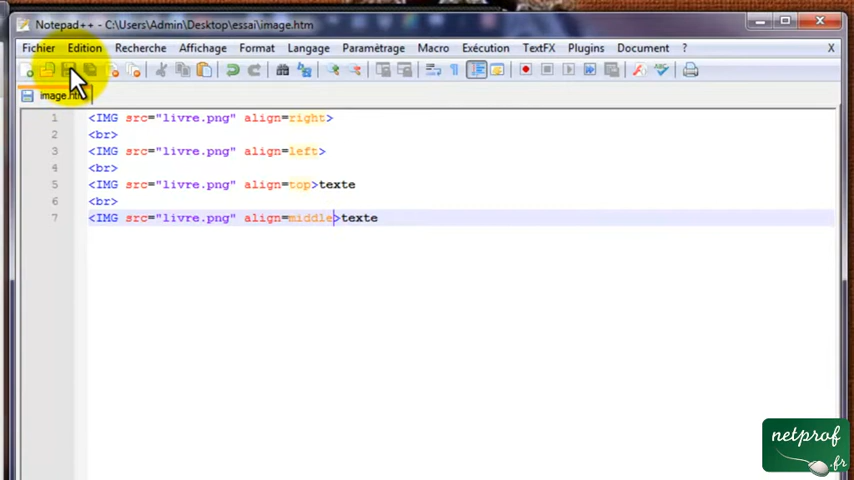 Notepad++ - C:\Users\Admin\Desktop\essai\image.htm
Fichier Edition Recherche Affichage Format Langage Paramètrage Macro Exécution TextFX Plugins Document ? X
image.htm
1 <IMG src="livre.png" align=right>
2 <br>
3 <IMG src="livre.png" align=left>
4 <br>
5 <IMG src="livre.png" align=top>texte
6 <br>
7 <IMG src="livre.png" align=middle>texte
netprof
.fr